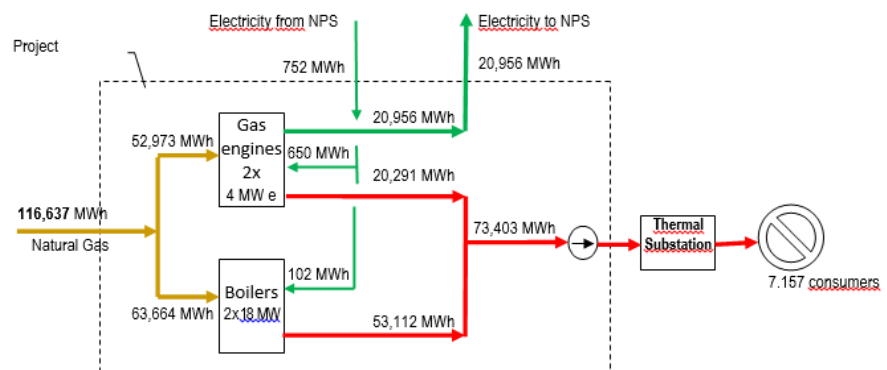 Electricity from NPS
Electricity to NPS
Project
752 MWh
20,956 MWh
Gas
engines
2x
4 MW e
52,973 MWh
20,956 MWh
650 MWh
20,291 MWh
116,637 MWh
Natural Gas
73,403 MWh
Thermal
Substation
7.157 consumers
102 MWh
Boilers
2x18 MW
63,664 MWh
53,112 MWh